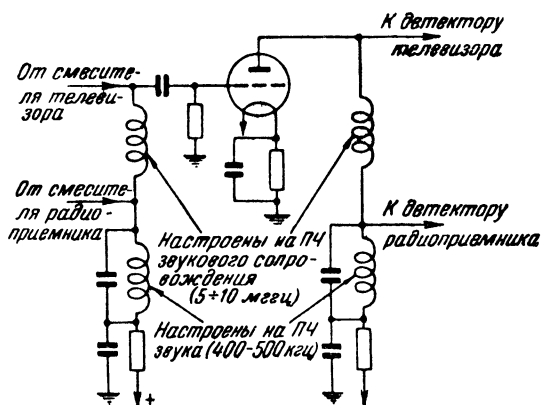 К детектору
телевизора
От смесите-
ля телеви-
зора
От смесите-
ля радио-
приемника
К детектору
радиоприемника
Настроены на ПЧ
звукового сопро-
вождения
(5÷10 мггц)
Настроены на ПЧ
звука (400-500 кгц)
+